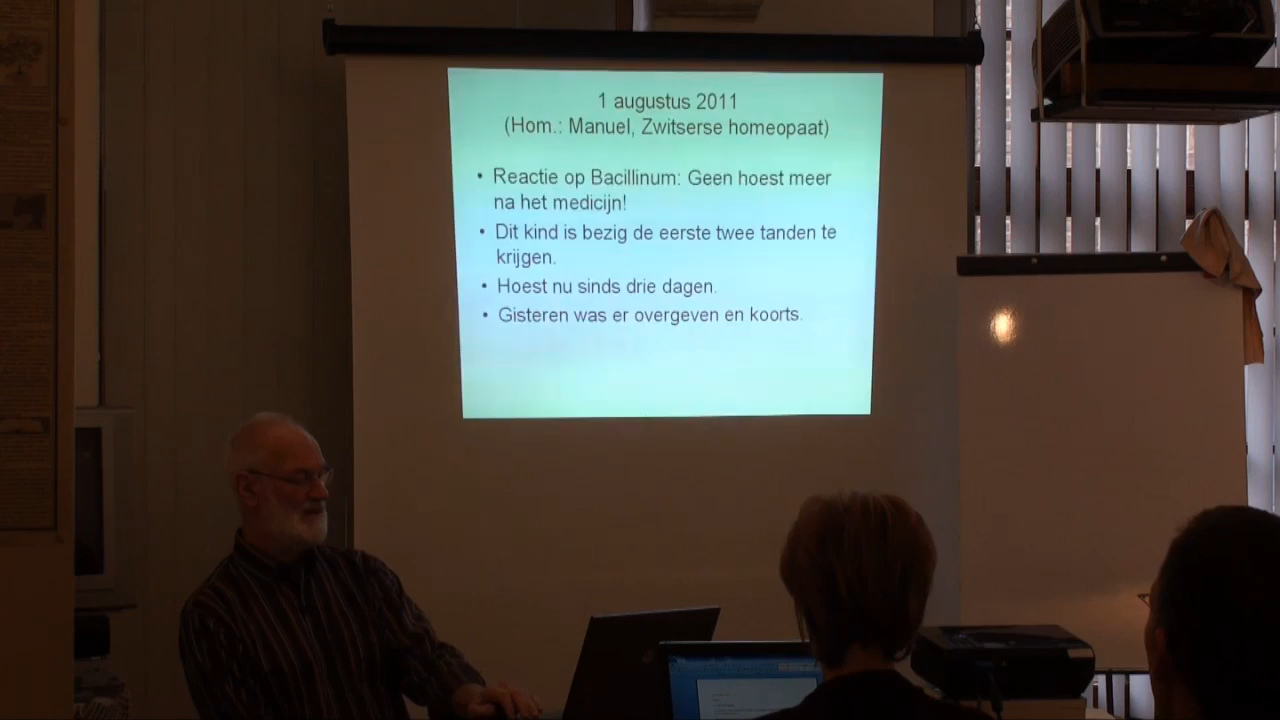 1 augustus 2011
(Hom.: Manuel, Zwitserse homeopaat)
• Reactie op Bacillinum: Geen hoest meer
na het medicijn!
• Dit kind is bezig de eerste twee tanden te
krijgen.
• Hoest nu sinds drie dagen.
• Gisteren was er overgeven en koorts.